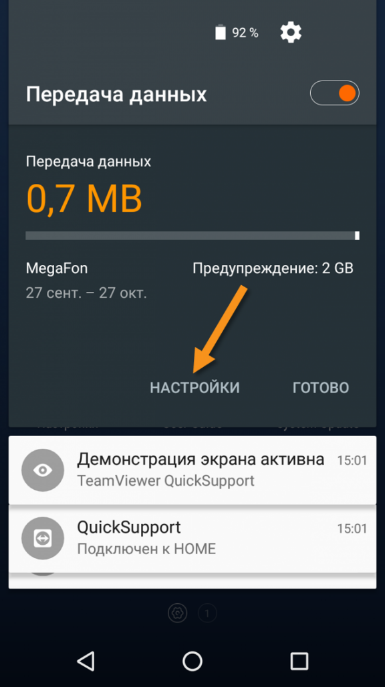 92 %
Передача данных
Передача данных
0,7 MB
MegaFon Предупреждение: 2 GB
27 сент. – 27 окт.
НАСТРОЙКИ ГОТОВО
Демонстрация экрана активна 15:01
TeamViewer QuickSupport
QuickSupport 15:01
Подключен к HOME
1